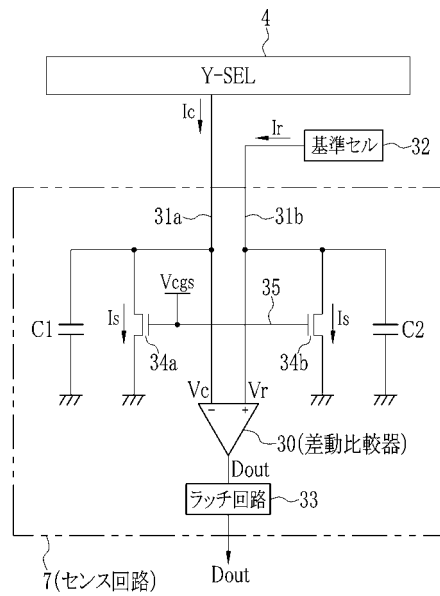 4
Y-SEL
Ic
Ir
基準セル
32
31a
31b
Vcgs
35
C1
Is
34a
34b
Is
C2
Vc
Vr
−
+
30(差動比較器)
Dout
ラッチ回路
33
7(センス回路)
Dout